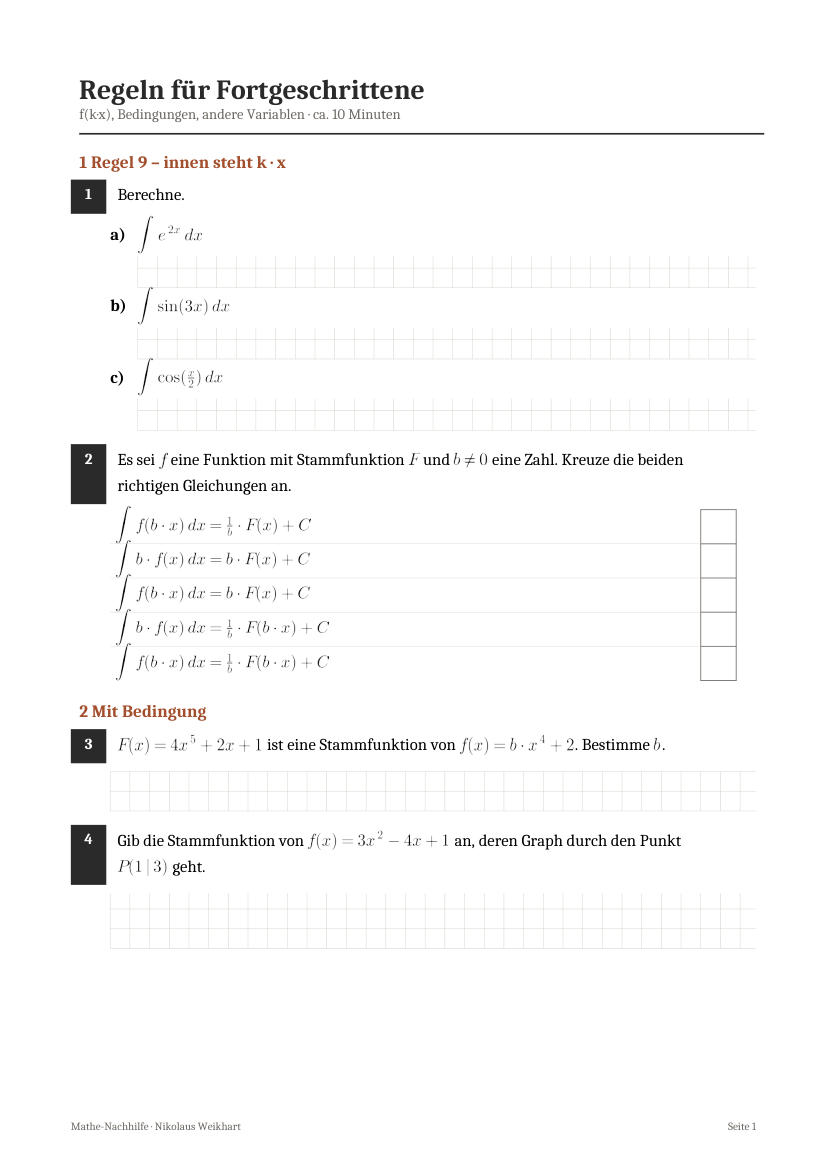 Regeln für Fortgeschrittene
f(k·x), Bedingungen, andere Variablen · ca. 10 Minuten
1 Regel 9 – innen steht k · x
1 Berechne.
a) ∫ e^{2x} dx
b) ∫ sin(3x) dx
c) ∫ cos(x/2) dx
2 Es sei f eine Funktion mit Stammfunktion F und b ≠ 0 eine Zahl. Kreuze die beiden
richtigen Gleichungen an.
∫ f(b · x) dx = 1/b · F(x) + C
∫ b · f(x) dx = b · F(x) + C
∫ f(b · x) dx = b · F(x) + C
∫ b · f(x) dx = 1/b · F(b · x) + C
∫ f(b · x) dx = 1/b · F(b · x) + C
2 Mit Bedingung
3 F(x) = 4x^5 + 2x + 1 ist eine Stammfunktion von f(x) = b · x^4 + 2. Bestimme b.
4 Gib die Stammfunktion von f(x) = 3x^2 − 4x + 1 an, deren Graph durch den Punkt
P(1 | 3) geht.
Mathe-Nachhilfe · Nikolaus Weikhart Seite 1